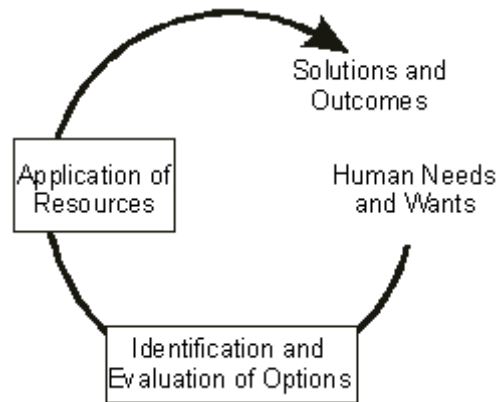 Solutions and
Outcomes
Application of
Resources
Human Needs
and Wants
Identification and
Evaluation of Options